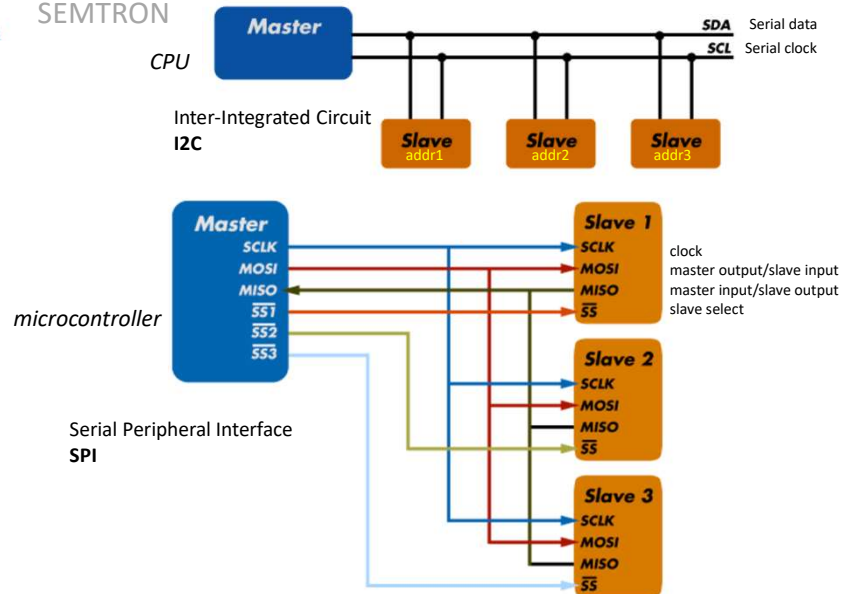 SEMTRON
Master
CPU
SDA Serial data
SCL Serial clock
Inter-Integrated Circuit
I2C
Slave
addr1
Slave
addr2
Slave
addr3
Master
SCLK
MOSI
MISO
SS1
SS2
SS3
microcontroller
Slave 1
SCLK
MOSI
MISO
SS
clock
master output/slave input
master input/slave output
slave select
Slave 2
SCLK
MOSI
MISO
SS
Serial Peripheral Interface
SPI
Slave 3
SCLK
MOSI
MISO
SS